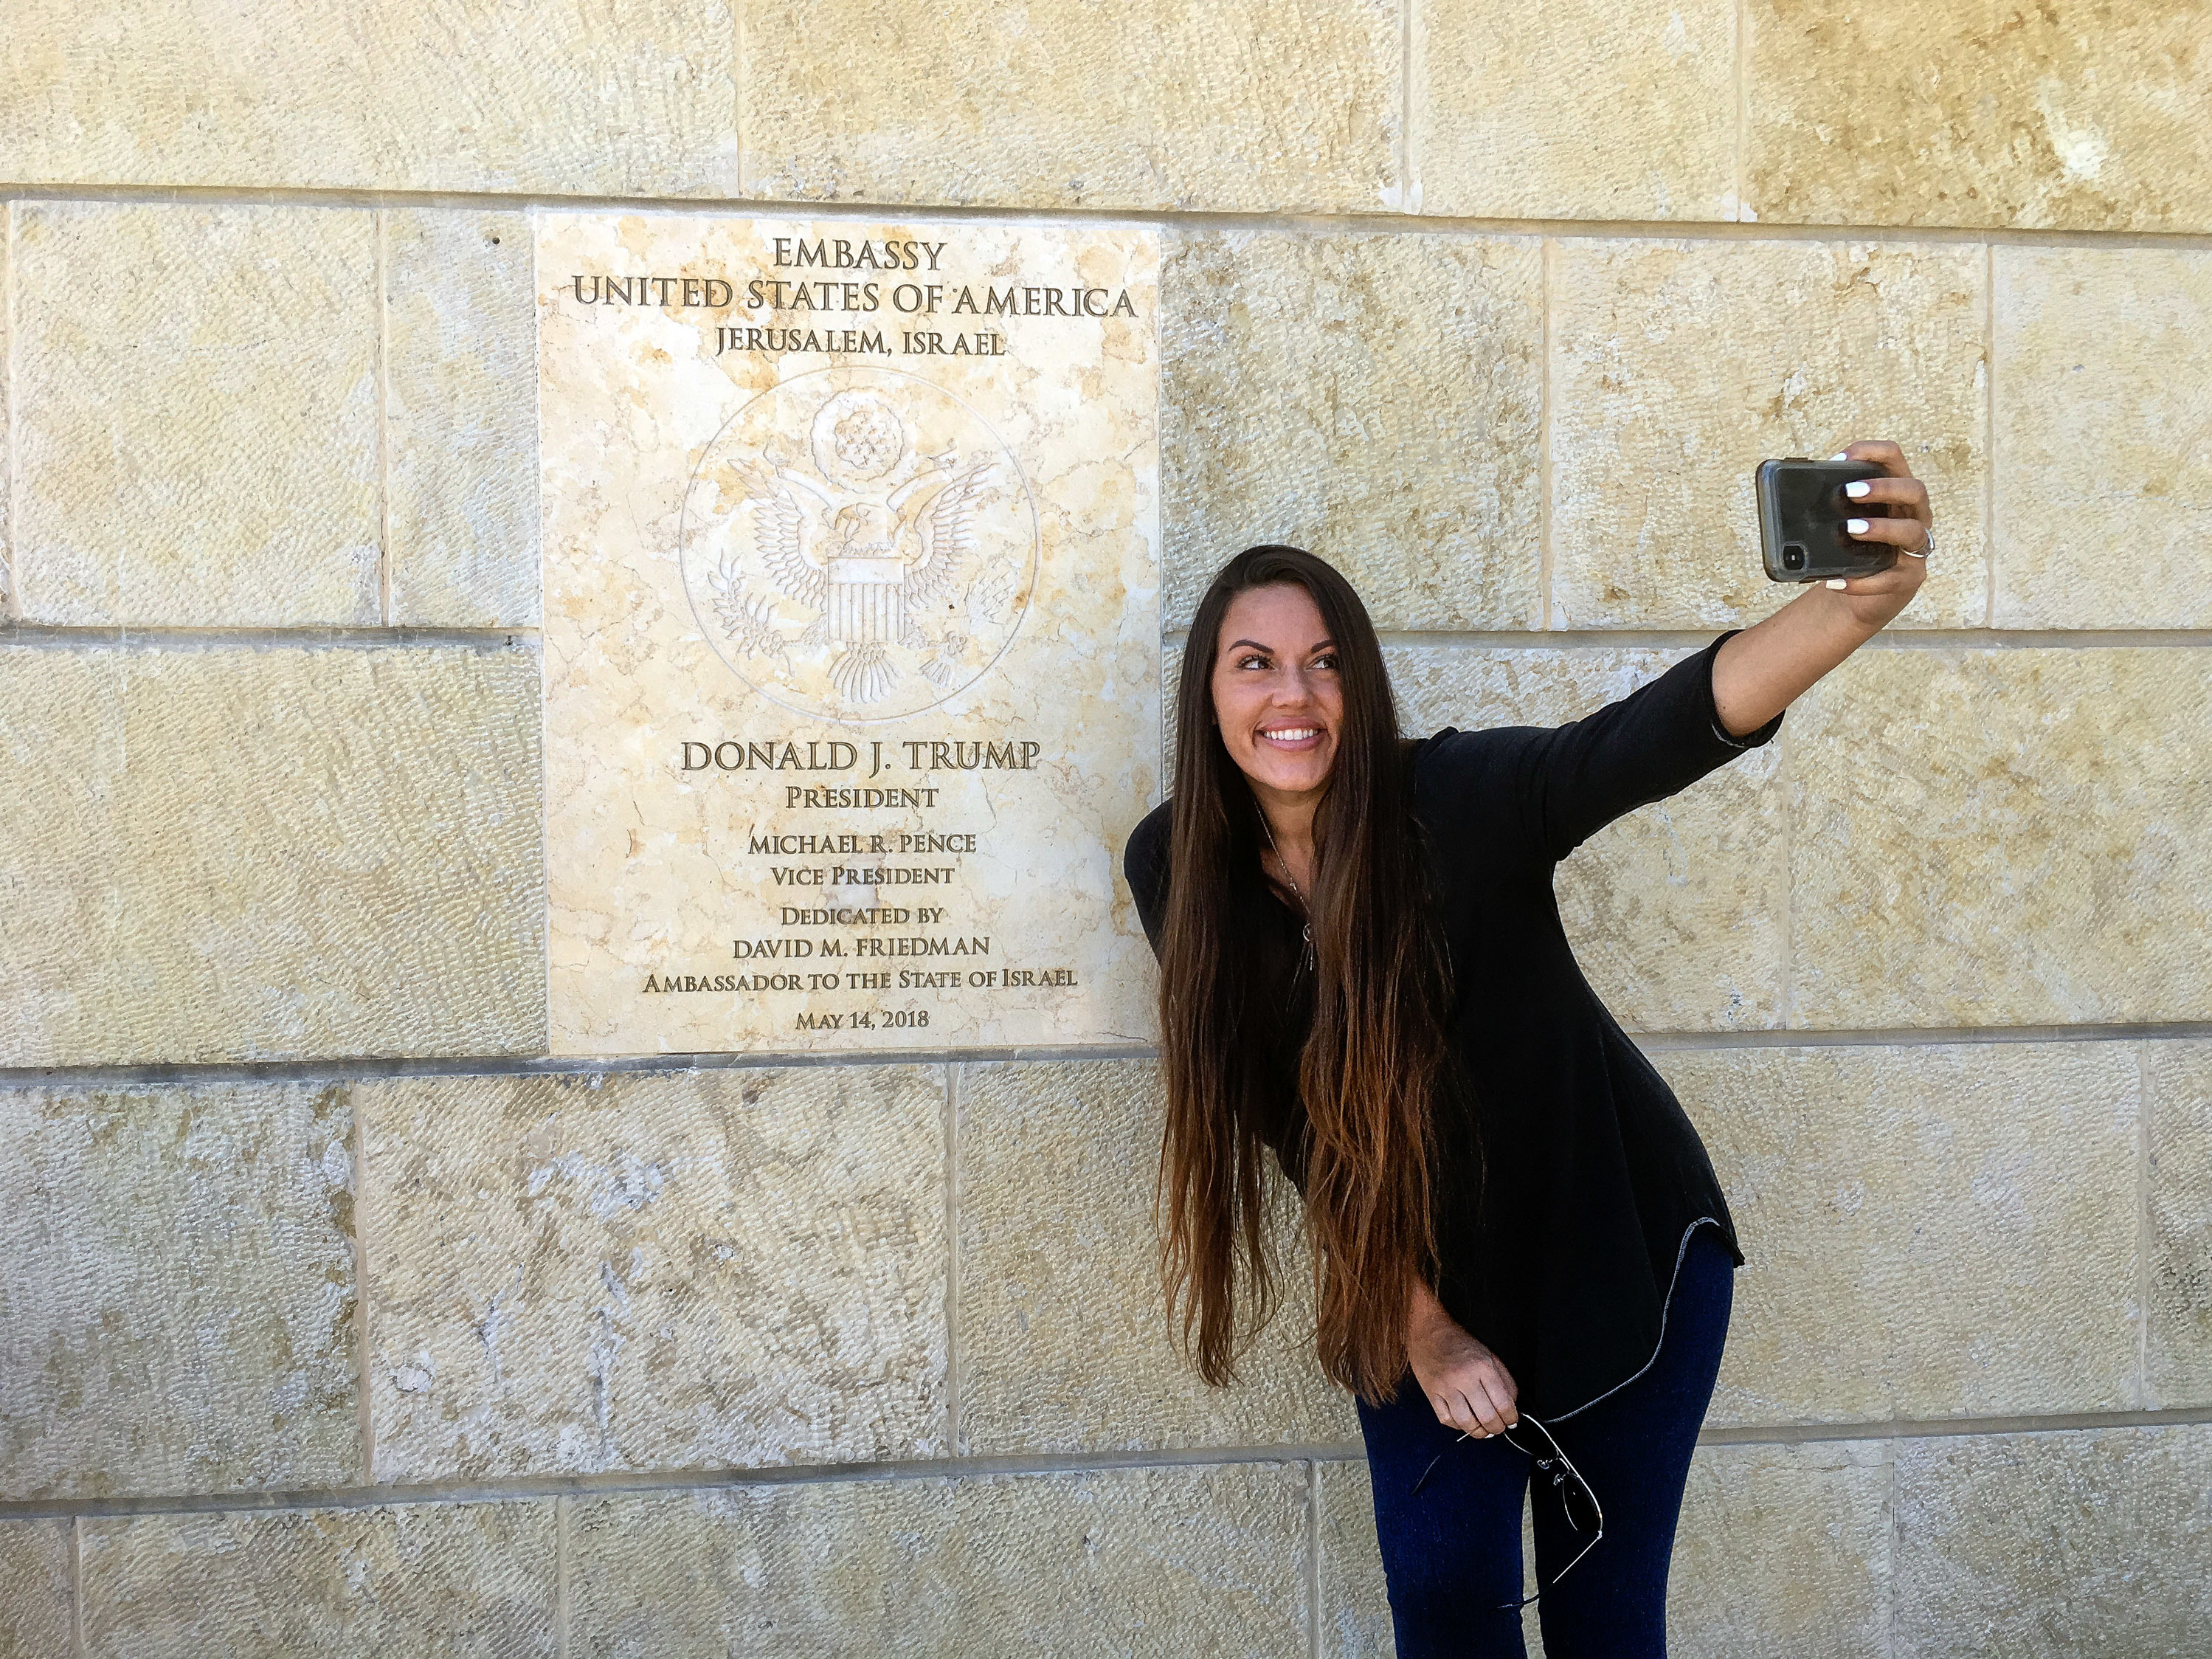 EMBASSY
UNITED STATES OF AMERICA
JERUSALEM, ISRAEL
DONALD J. TRUMP
PRESIDENT
MICHAEL R. PENCE
VICE PRESIDENT
DEDICATED BY
DAVID M. FRIEDMAN
AMBASSADOR TO THE STATE OF ISRAEL
MAY 14, 2018